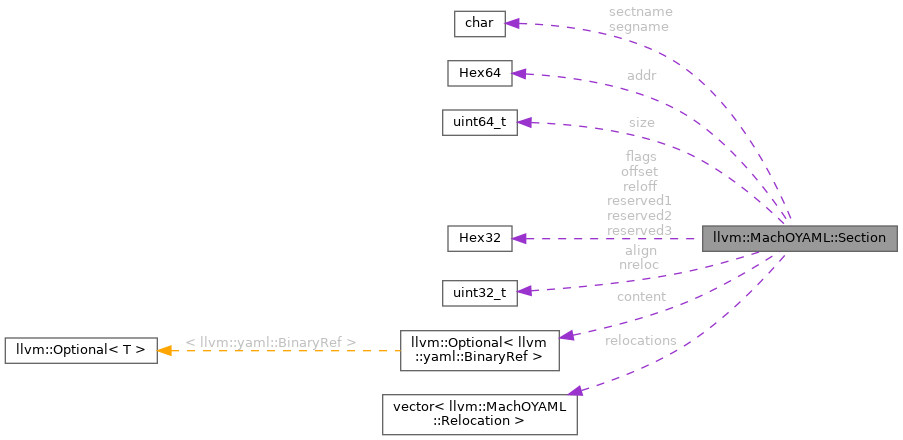 sectname
segname
char
Hex64
addr
uint64_t
size
flags
offset
reloff
reserved1
reserved2
reserved3
Hex32
llvm::MachOYAML::Section
align
nreloc
uint32_t
content
llvm::Optional< T >
< llvm::yaml::BinaryRef >
llvm::Optional< llvm
::yaml::BinaryRef >
relocations
vector< llvm::MachOYAML
::Relocation >